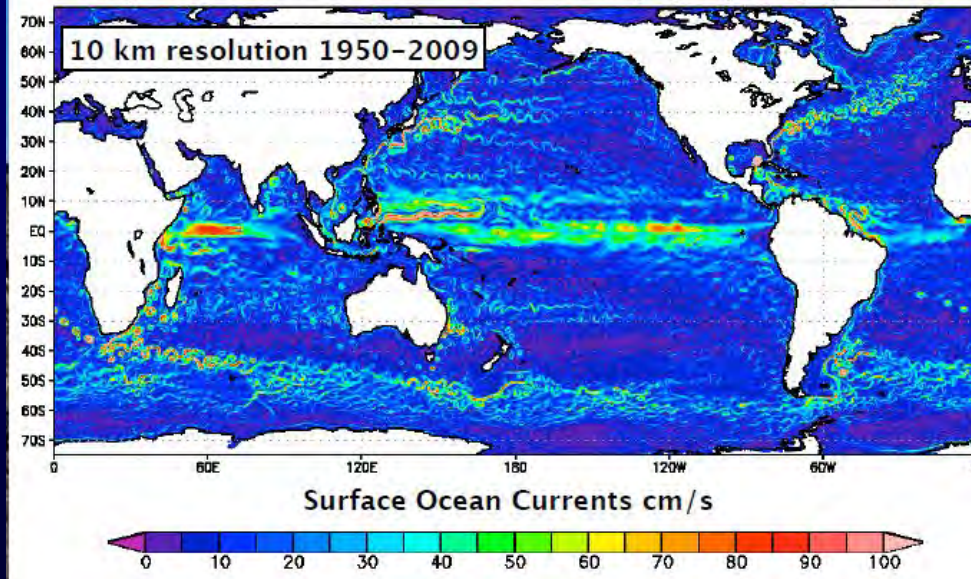 10 km resolution 1950-2009
70N
60N
50N
40N
30N
20N
10N
EQ
10S
20S
30S
40S
50S
60S
70S
0 60E 120E 180 120W 60W
Surface Ocean Currents cm/s
0 10 20 30 40 50 60 70 80 90 100